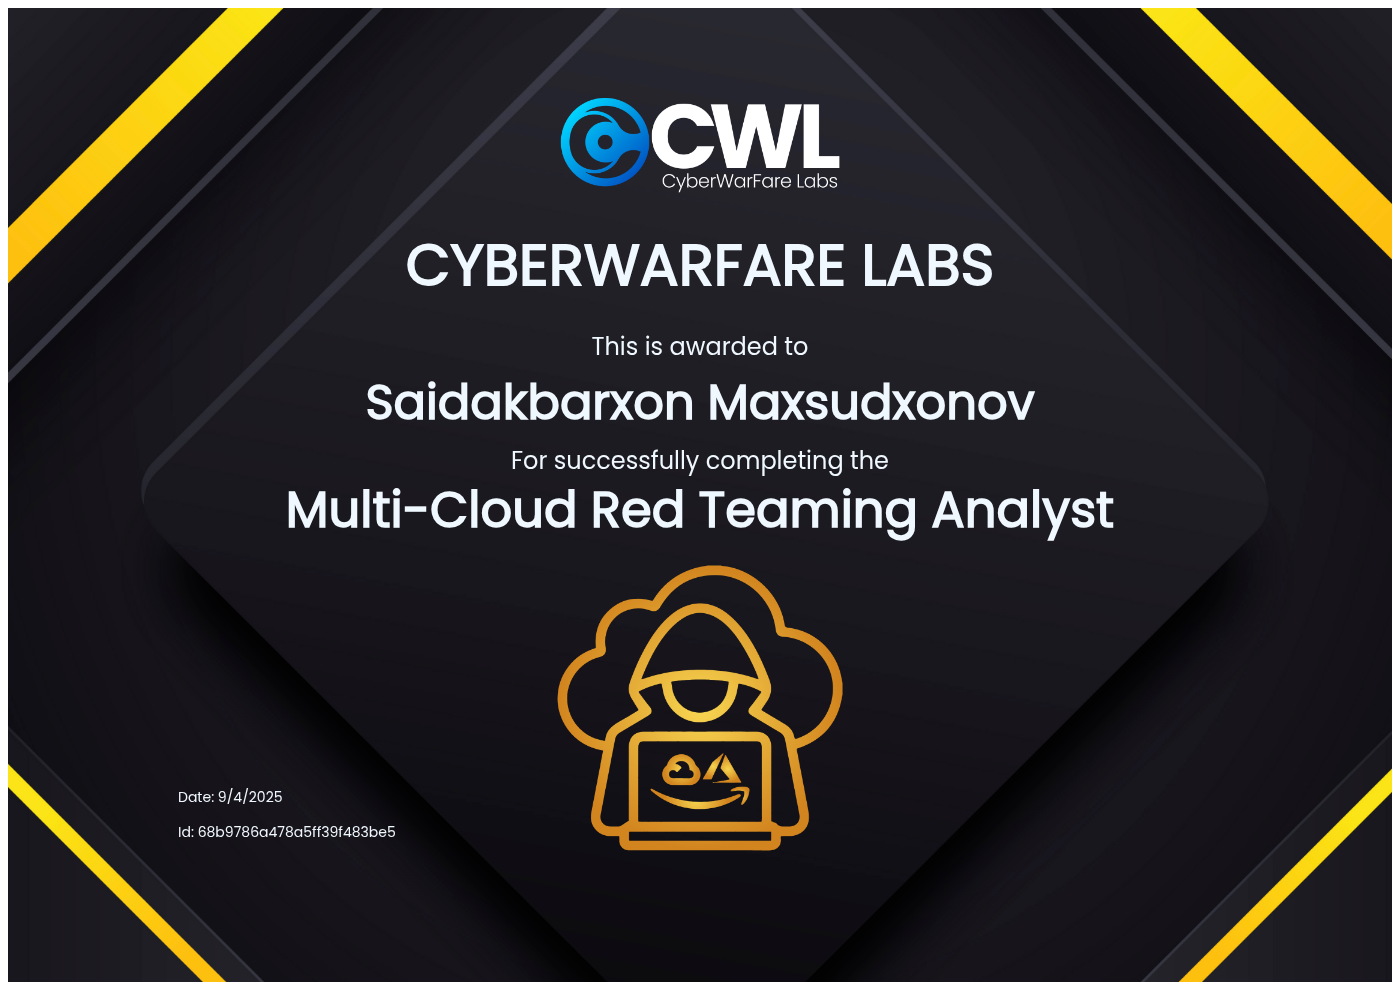 CWL
CyberWarFare Labs
CYBERWARFARE LABS
This is awarded to
Saidakbarxon Maxsudxonov
For successfully completing the
Multi-Cloud Red Teaming Analyst
Date: 9/4/2025
Id: 68b9786a478a5ff39f483be5